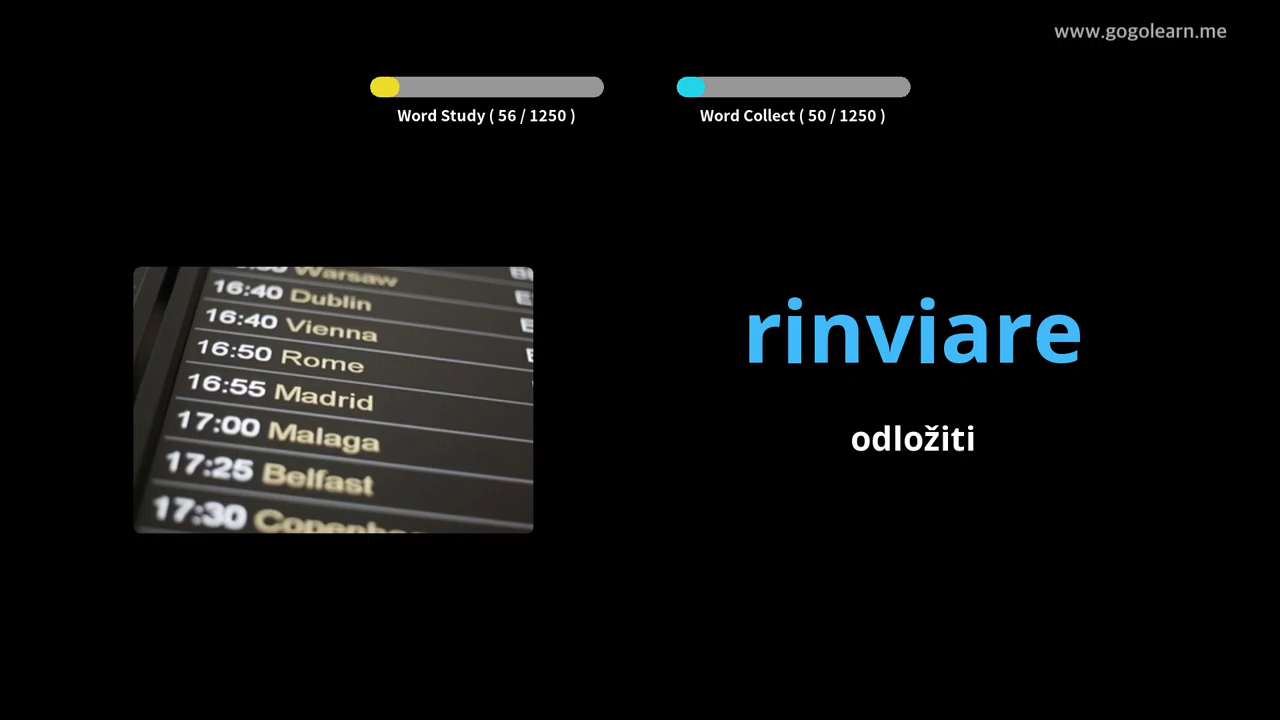 www.gogolearn.me
Word Study ( 56 / 1250 )
Word Collect ( 50 / 1250 )
Warsaw
16:40 Dublin
16:40 Vienna
16:50 Rome
16:55 Madrid
17:00 Malaga
17:25 Belfast
17:30
rinviare
odložiti